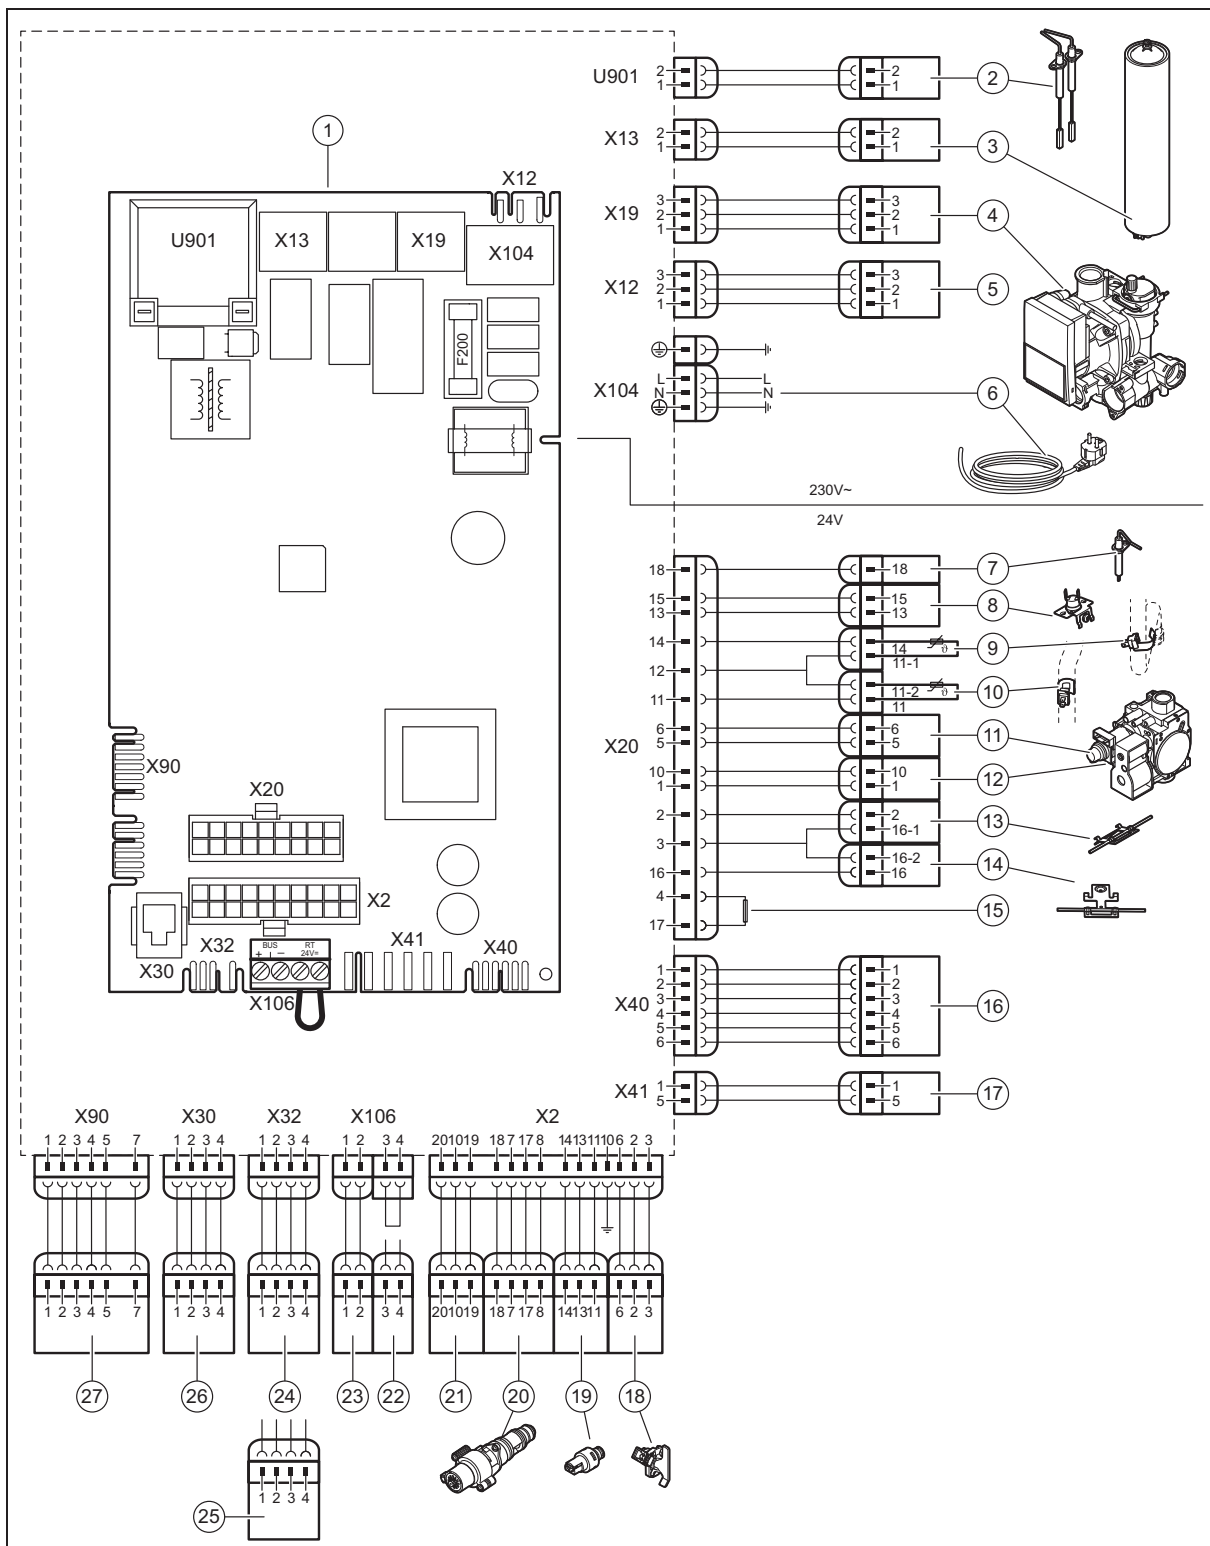 U901 2 2 2
1 1
1
X12
X13 2 2 3
1 1
U901 X13 X19 X104
X19 3 3 4
2 2
1 1
X12 3 3 5
2 2
1 1
F200
X104 L L
N N 6
230V~
24V
18 18 7
15 15 8
13 13
14 14 ϑ 9
11-1
12
11-2 ϑ 10
11 11
X20
6 6 11
5 5
10 10 12
1 1
2 2 13
16-1
3
16-2 14
16 16
4
17 15
X90
X20
X2
X30 X32 BUS RT X41 X40
+ − 24V=
X106
X40 1 1
2 2
3 3 16
4 4
5 5
6 6
X41 1 1 17
5 5
X90 X30 X32 X106 X2
1 2 3 4 5 7 1 2 3 4 1 2 3 4 1 2 3 4 20 10 19 18 7 17 8 14 13 11 10 6 2 3
1 2 3 4 5 7 1 2 3 4 1 2 3 4 1 2 3 4 20 10 19 18 7 17 8 14 13 11 6 2 3
27 26 24 23 22 21 20 19 18
1 2 3 4
25